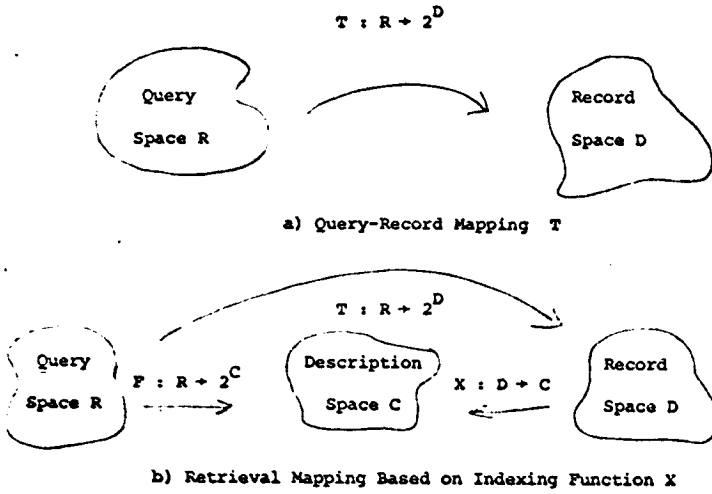 T : R → 2^D
Query
Space R
Record
Space D
a) Query-Record Mapping T
T : R → 2^D
Query
Space R
F : R → 2^C
Description
Space C
X : D → C
Record
Space D
b) Retrieval Mapping Based on Indexing Function X